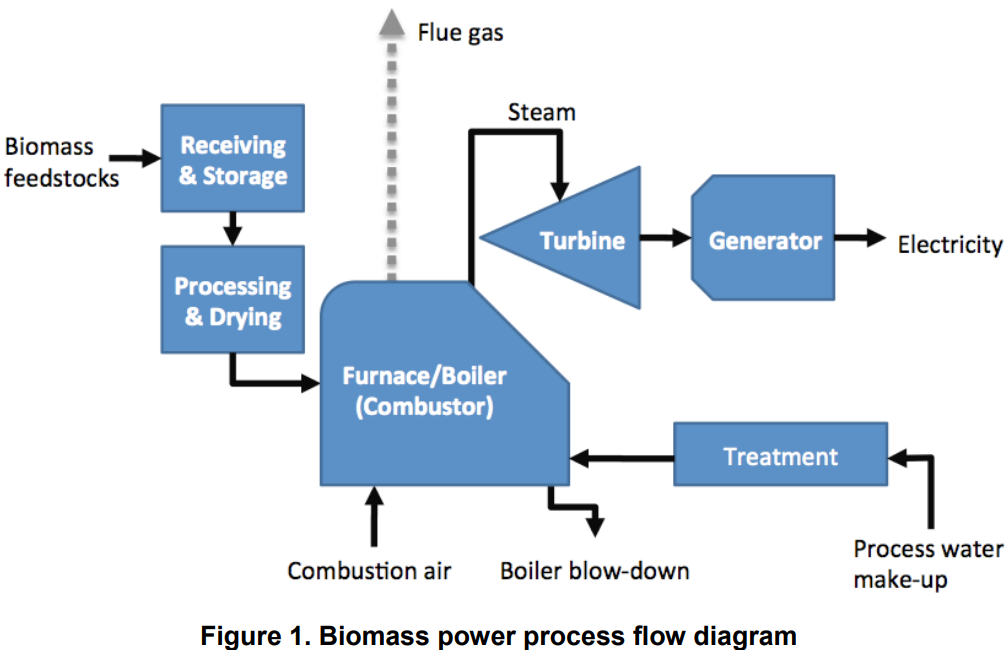 Flue gas
Steam
Biomass
feedstocks
Receiving
& Storage
Processing
& Drying
Turbine
Generator
Electricity
Furnace/Boiler
(Combustor)
Treatment
Combustion air
Boiler blow-down
Process water
make-up
Figure 1. Biomass power process flow diagram